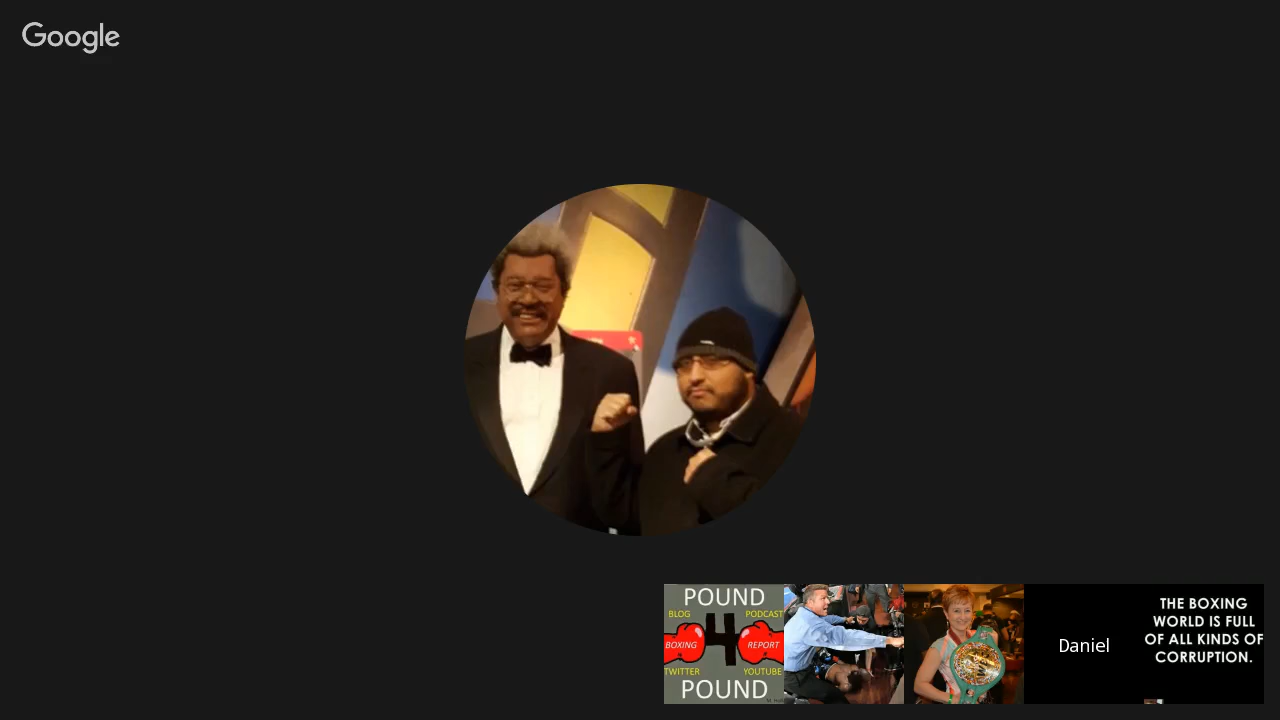 Google
POUND
BLOG PODCAST
4
BOXING REPORT
TWITTER YOUTUBE
POUND
Daniel
THE BOXING
WORLD IS FULL
OF ALL KINDS OF
CORRUPTION.